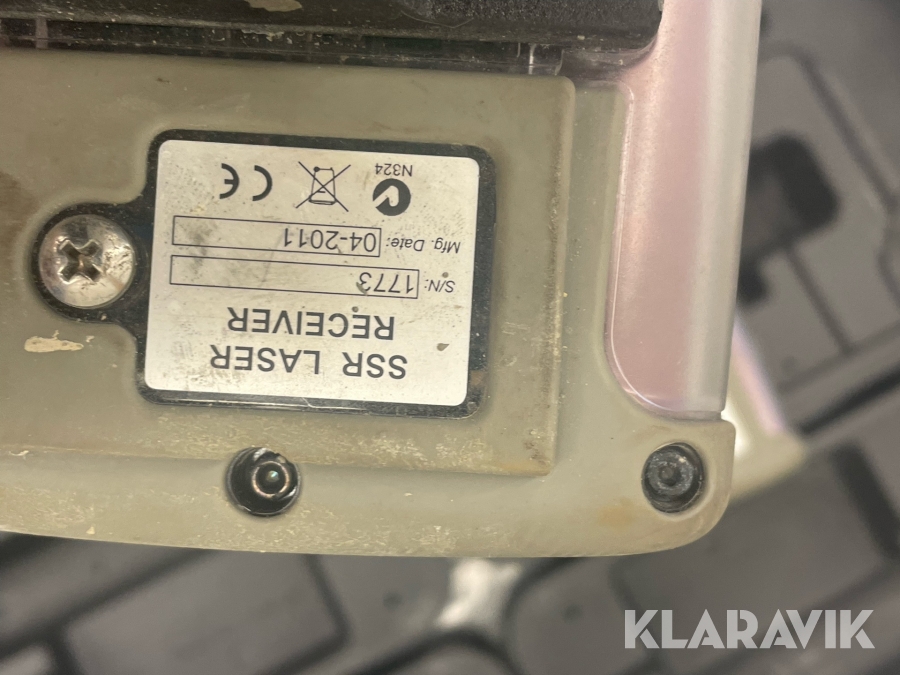 SSR LASER
RECEIVER
S/N: 1773
Mfg. Date: 04-2011
N324
CE
KLARAVIK